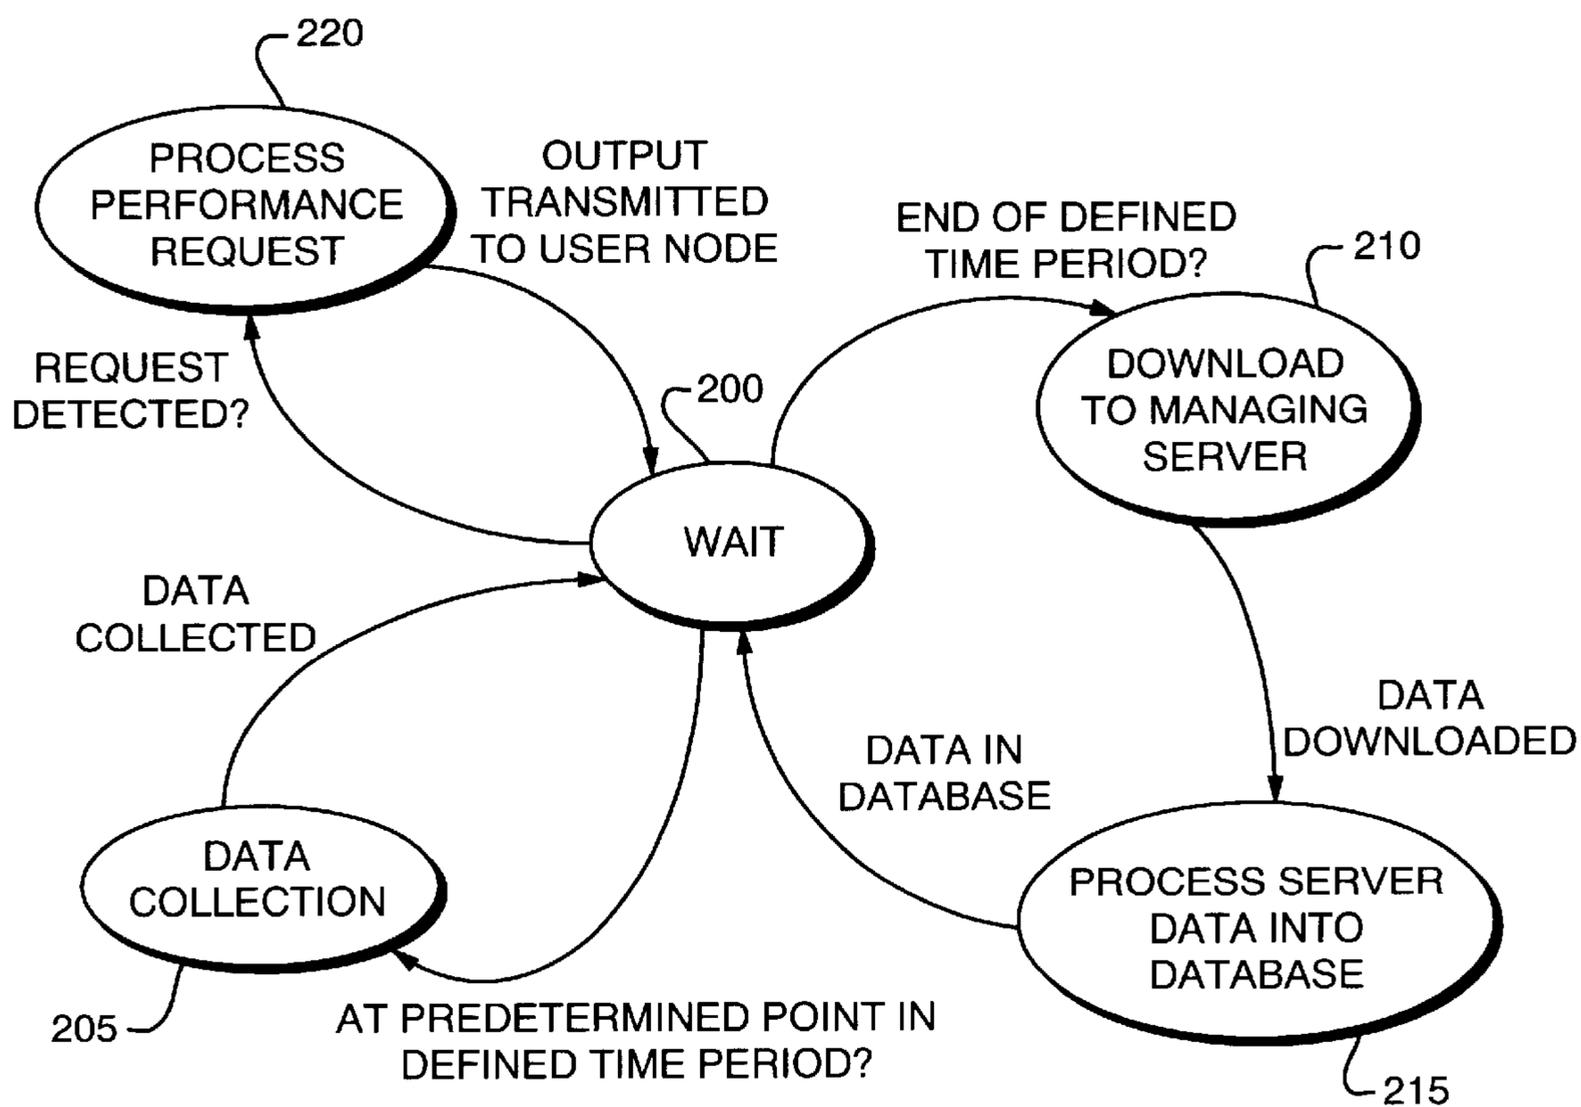 220
PROCESS
PERFORMANCE
REQUEST
OUTPUT
TRANSMITTED
TO USER NODE
END OF DEFINED
TIME PERIOD?
210
DOWNLOAD
TO MANAGING
SERVER
REQUEST
DETECTED?
200
WAIT
DATA
COLLECTED
DATA
DOWNLOADED
DATA IN
DATABASE
DATA
COLLECTION
PROCESS SERVER
DATA INTO
DATABASE
205
AT PREDETERMINED POINT IN
DEFINED TIME PERIOD?
215